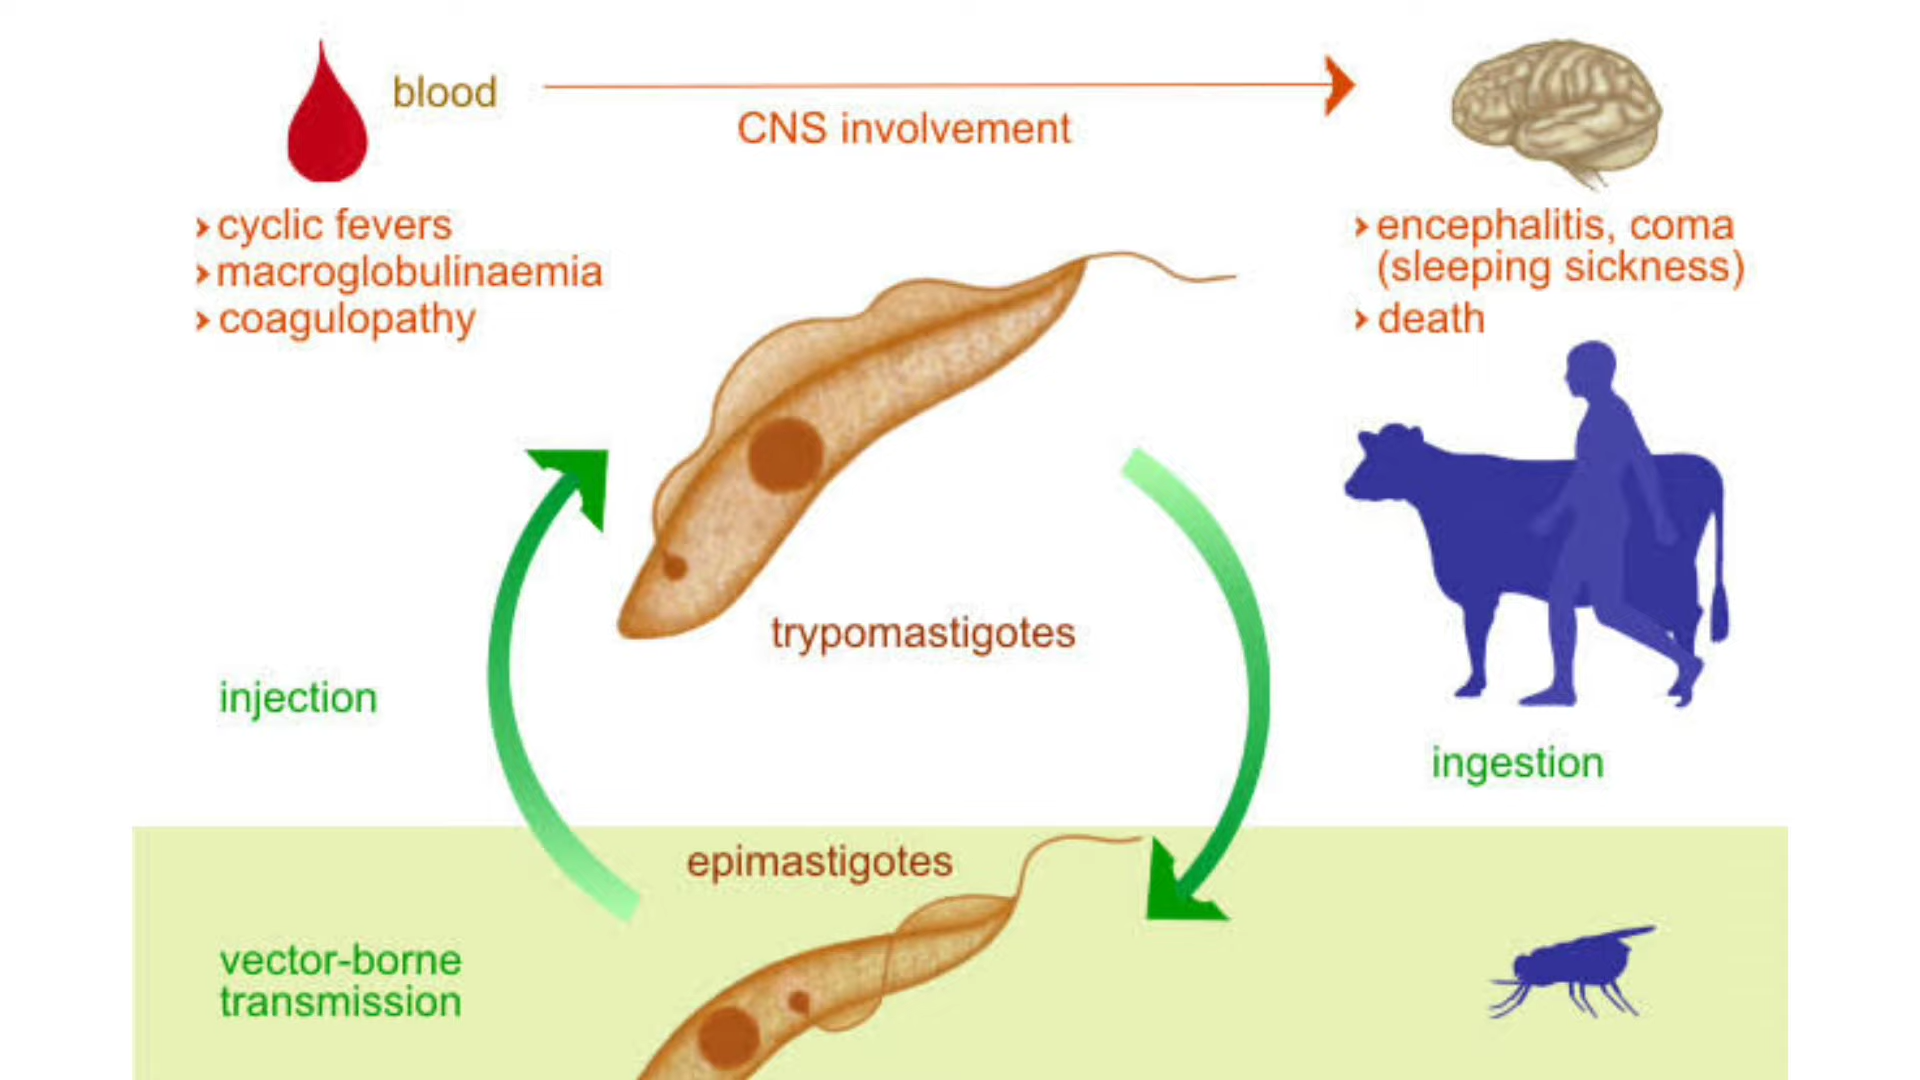 blood
CNS involvement
› cyclic fevers
› macroglobulinaemia
› coagulopathy
› encephalitis, coma
(sleeping sickness)
› death
trypomastigotes
injection
ingestion
epimastigotes
vector-borne
transmission